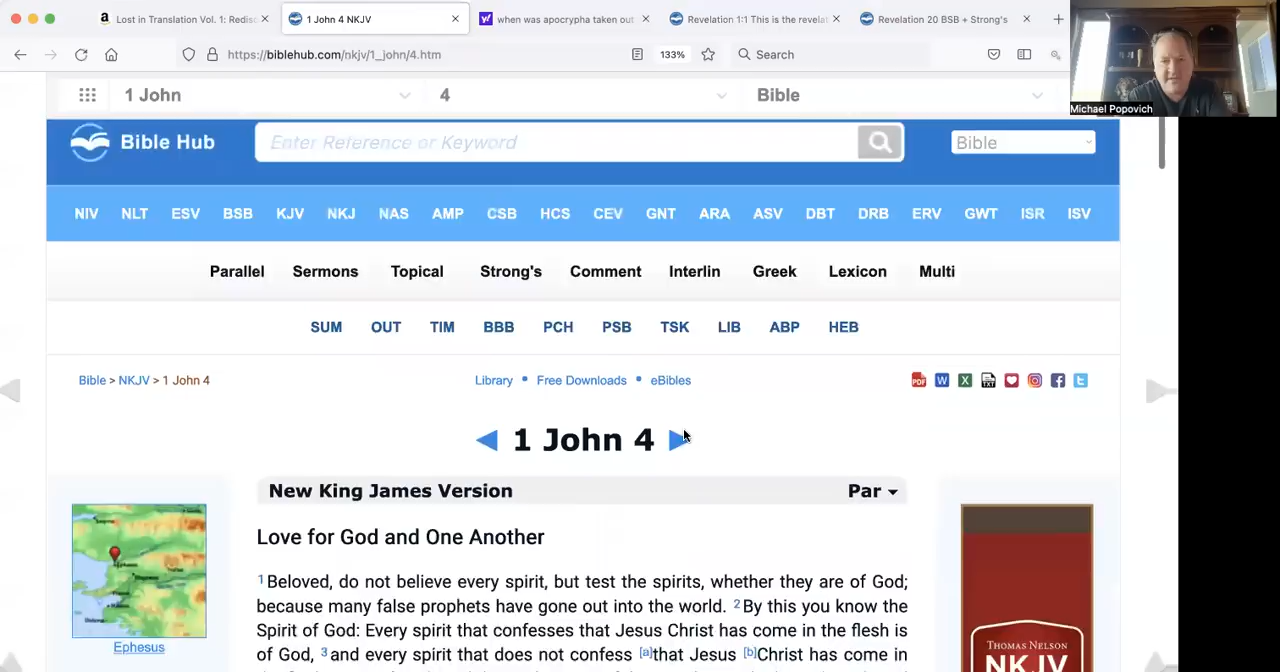 Lost in Translation Vol. 1: Redisc
1 John 4 NKJV
when was apocrypha taken out
Revelation 1:1 This is the revelat
Revelation 20 BSB + Strong's
https://biblehub.com/nkjv/1_john/4.htm
133%
Search
Michael Popovich
1 John
4
Bible
Bible Hub
Enter Reference or Keyword
Bible
NIV NLT ESV BSB KJV NKJ NAS AMP CSB HCS CEV GNT ARA ASV DBT DRB ERV GWT ISR ISV
Parallel Sermons Topical Strong's Comment Interlin Greek Lexicon Multi
SUM OUT TIM BBB PCH PSB TSK LIB ABP HEB
Bible > NKJV > 1 John 4
Library • Free Downloads • eBibles
1 John 4
New King James Version
Par
Love for God and One Another
1 Beloved, do not believe every spirit, but test the spirits, whether they are of God;
because many false prophets have gone out into the world. 2 By this you know the
Spirit of God: Every spirit that confesses that Jesus Christ has come in the flesh is
of God, 3 and every spirit that does not confess [a]that Jesus [b]Christ has come in
Ephesus
THOMAS NELSON
NKJV